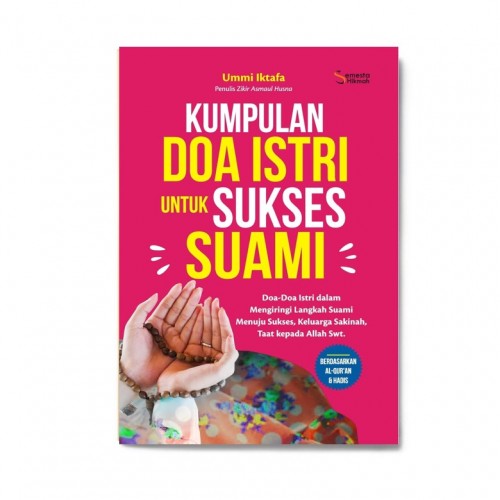 Ummi Iktafa
Penulis Zikir Asmaul Husna
Semesta
Hikmah
KUMPULAN
DOA ISTRI
UNTUK SUKSES
SUAMI
Doa-Doa Istri dalam
Mengiringi Langkah Suami
Menuju Sukses, Keluarga Sakinah,
Taat kepada Allah Swt.
BERDASARKAN
AL-QUR'AN
& HADIS